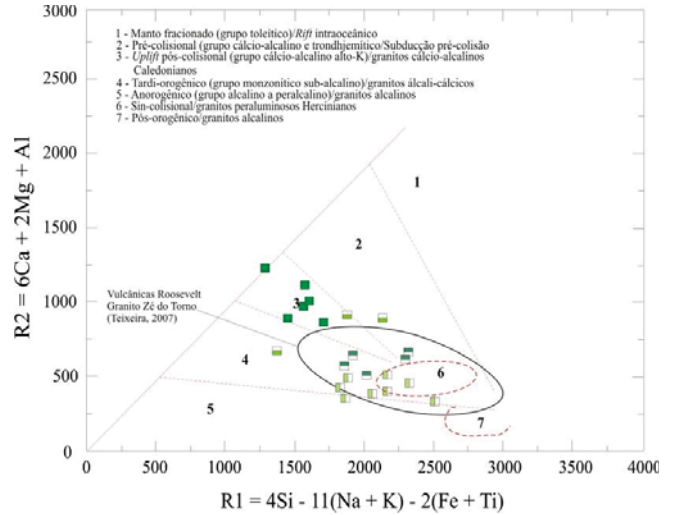 3000
1 - Manto fracionado (grupo toleítico)/Rift intraoceânico
2 - Pré-colisional (grupo cálcio-alcalino e trondhjemítico/Subducção pré-colisão
3 - Uplift pós-colisional (grupo cálcio-alcalino alto-K)/granitos cálcio-alcalinos
Caledonianos
4 - Tardi-orogênico (grupo monzonítico sub-alcalino)/granitos álcali-cálcicos
5 - Anorogênico (grupo alcalino a peralcalino)/granitos alcalinos
6 - Sin-colisional/granitos peraluminosos Hercinianos
7 - Pós-orogênico/granitos alcalinos
2500
2000
1500
1000
500
0
R2 = 6Ca + 2Mg + Al
1
2
3
Vulcânicas Roosevelt
Granito Zé do Torno
(Teixeira, 2007)
4
6
5
7
0 500 1000 1500 2000 2500 3000 3500 4000
R1 = 4Si - 11(Na + K) - 2(Fe + Ti)